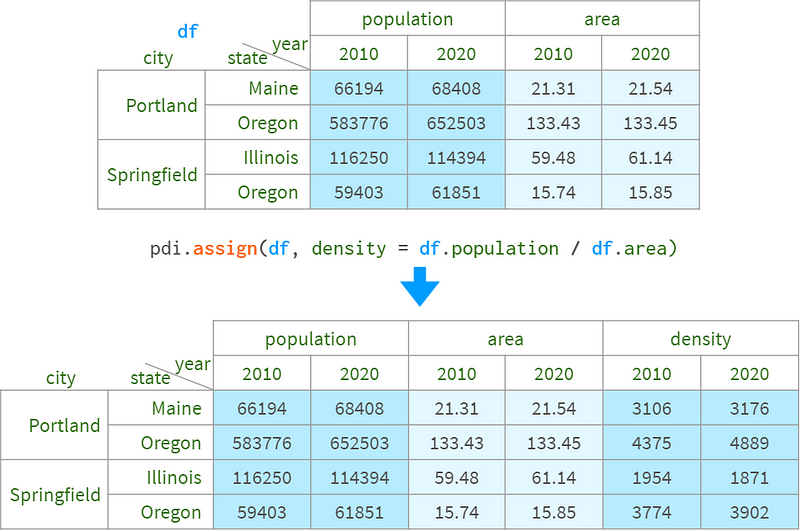 df population area
year
city state 2010 2020 2010 2020
Portland Maine 66194 68408 21.31 21.54
Oregon 583776 652503 133.43 133.45
Springfield Illinois 116250 114394 59.48 61.14
Oregon 59403 61851 15.74 15.85
pdi.assign(df, density = df.population / df.area)
population area density
year
city state 2010 2020 2010 2020 2010 2020
Portland Maine 66194 68408 21.31 21.54 3106 3176
Oregon 583776 652503 133.43 133.45 4375 4889
Springfield Illinois 116250 114394 59.48 61.14 1954 1871
Oregon 59403 61851 15.74 15.85 3774 3902